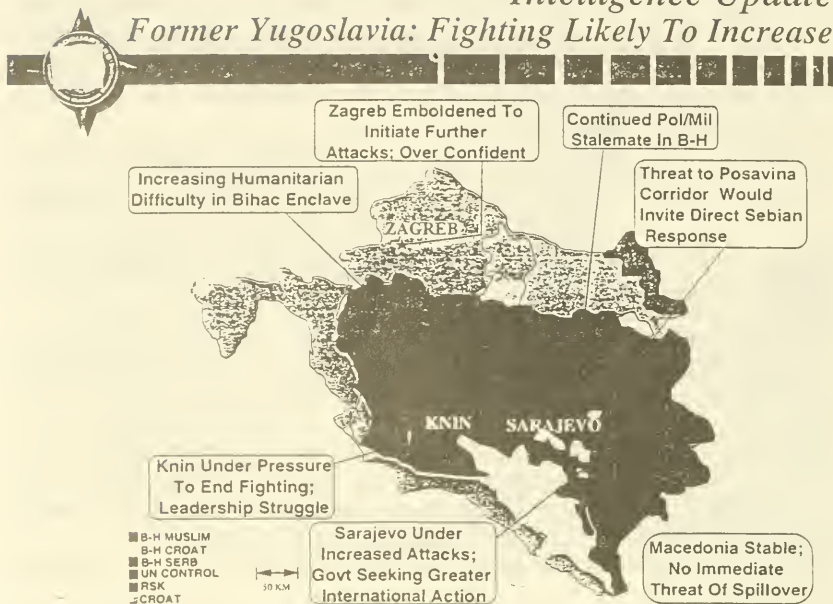 Intelligence Update
Former Yugoslavia: Fighting Likely To Increase
Zagreb Emboldened To
Initiate Further
Attacks; Over Confident
Continued Pol/Mil
Stalemate In B-H
Increasing Humanitarian
Difficulty in Bihac Enclave
Threat to Posavina
Corridor Would
Invite Direct Sebian
Response
ZAGREB
KNIN
SARAJEVO
Knin Under Pressure
To End Fighting;
Leadership Struggle
Sarajevo Under
Increased Attacks;
Govt Seeking Greater
International Action
Macedonia Stable;
No Immediate
Threat Of Spillover
B-H MUSLIM
B-H CROAT
B-H SERB
UN CONTROL
RSK
CROAT
50 KM